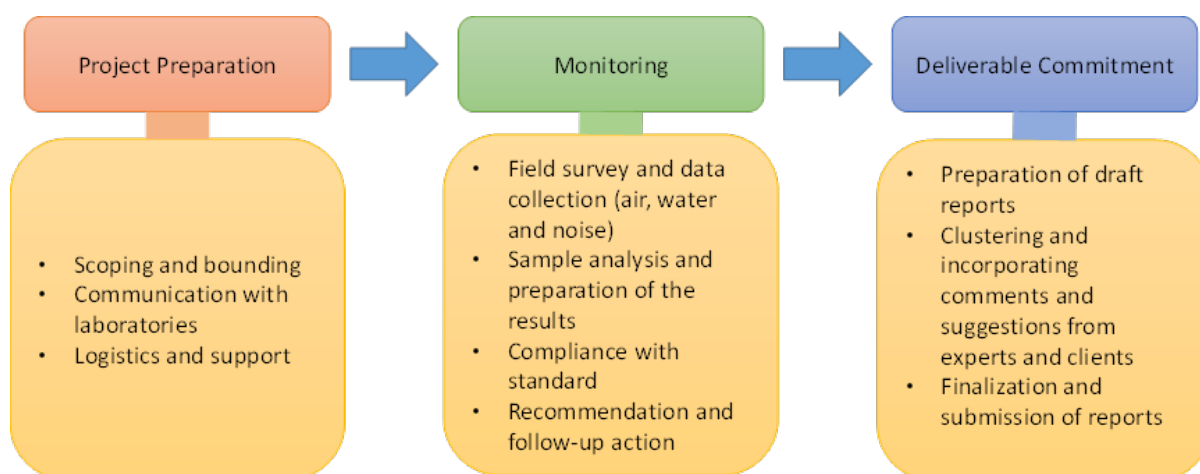 Project Preparation
• Scoping and bounding
• Communication with
laboratories
• Logistics and support
Monitoring
• Field survey and data
collection (air, water
and noise)
• Sample analysis and
preparation of the
results
• Compliance with
standard
• Recommendation and
follow-up action
Deliverable Commitment
• Preparation of draft
reports
• Clustering and
incorporating
comments and
suggestions from
experts and clients
• Finalization and
submission of reports